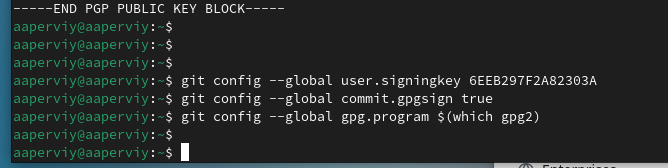 -----END PGP PUBLIC KEY BLOCK-----
aaperviy@aaperviy:~$
aaperviy@aaperviy:~$
aaperviy@aaperviy:~$
aaperviy@aaperviy:~$ git config --global user.signingkey 6EEB297F2A82303A
aaperviy@aaperviy:~$ git config --global commit.gpgsign true
aaperviy@aaperviy:~$ git config --global gpg.program $(which gpg2)
aaperviy@aaperviy:~$
aaperviy@aaperviy:~$